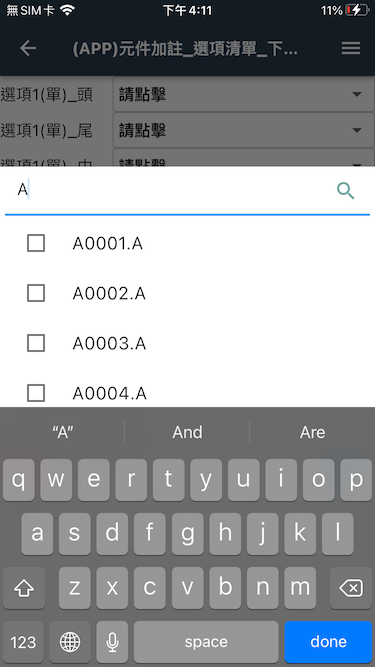 無SIM卡 下午4:11 11%
(APP)元件加註_選項清單_下...
選項1(單)_頭 請點擊
選項1(單)_尾 請點擊
選項1(單)_中 請點擊
A
A0001.A
A0002.A
A0003.A
A0004.A
“A” And Are
q w e r t y u i o p
a s d f g h j k l
z x c v b n m
123 space done